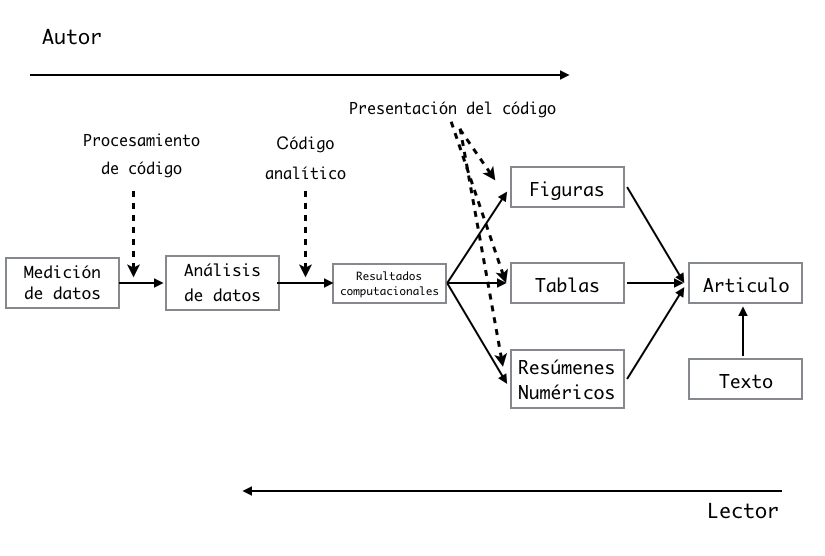 Autor
Presentación del código
Procesamiento
de código
Código
analítico
Figuras
Medición
de datos
Análisis
de datos
Resultados
computacionales
Tablas
Articulo
Resúmenes
Numéricos
Texto
Lector